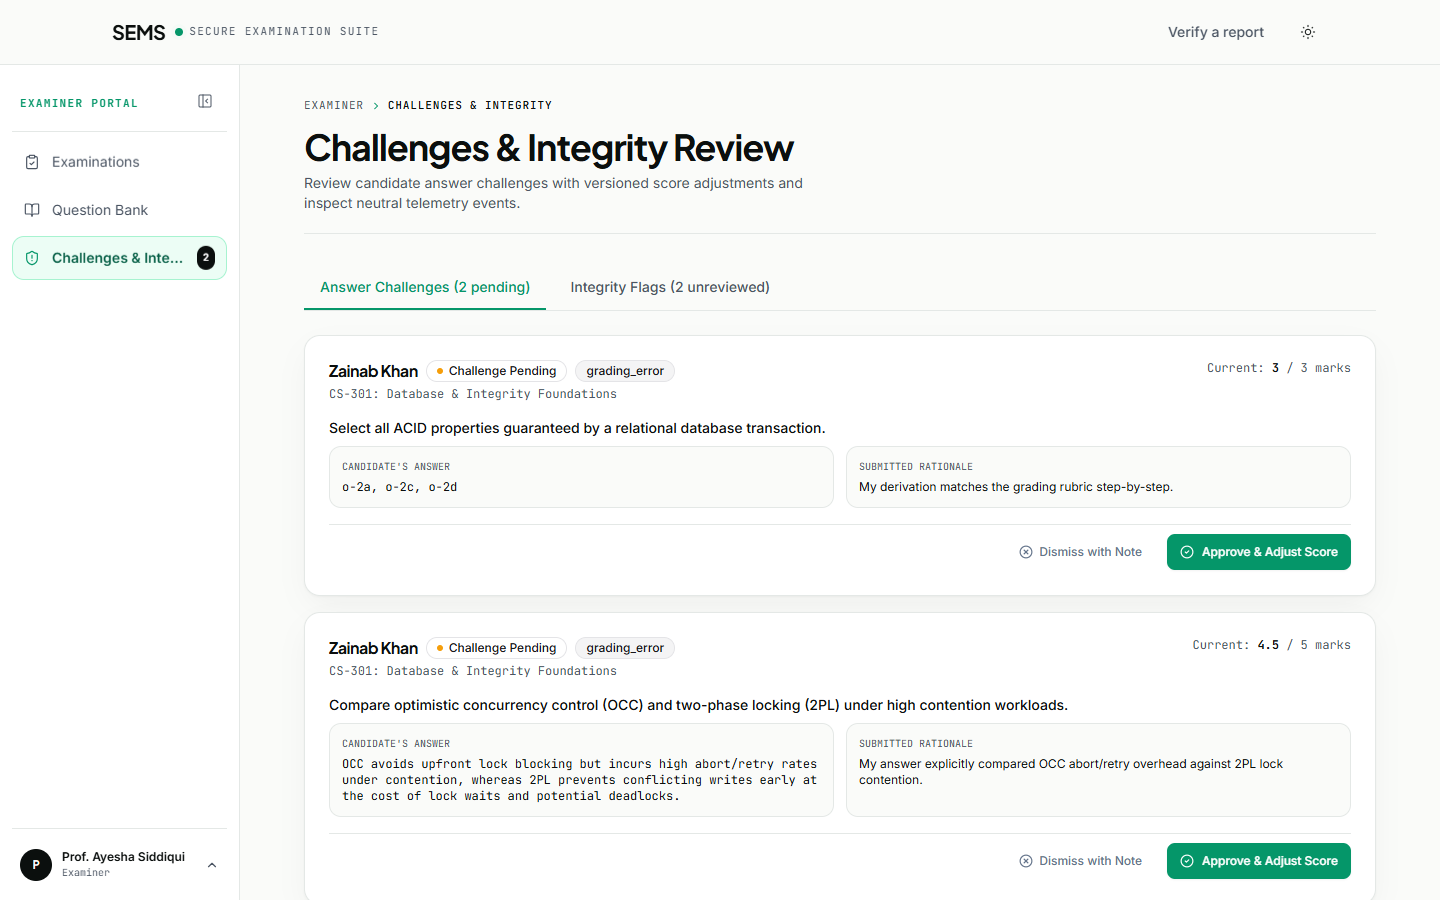 SEMS
SECURE EXAMINATION SUITE
Verify a report
EXAMINER PORTAL
Examinations
Question Bank
Challenges & Inte...
2
EXAMINER > CHALLENGES & INTEGRITY
Challenges & Integrity Review
Review candidate answer challenges with versioned score adjustments and
inspect neutral telemetry events.
Answer Challenges (2 pending)
Integrity Flags (2 unreviewed)
Zainab Khan
Challenge Pending
grading_error
Current: 3 / 3 marks
CS-301: Database & Integrity Foundations
Select all ACID properties guaranteed by a relational database transaction.
CANDIDATE'S ANSWER
o-2a, o-2c, o-2d
SUBMITTED RATIONALE
My derivation matches the grading rubric step-by-step.
Dismiss with Note
Approve & Adjust Score
Zainab Khan
Challenge Pending
grading_error
Current: 4.5 / 5 marks
CS-301: Database & Integrity Foundations
Compare optimistic concurrency control (OCC) and two-phase locking (2PL) under high contention workloads.
CANDIDATE'S ANSWER
OCC avoids upfront lock blocking but incurs high abort/retry rates
under contention, whereas 2PL prevents conflicting writes early at
the cost of lock waits and potential deadlocks.
SUBMITTED RATIONALE
My answer explicitly compared OCC abort/retry overhead against 2PL lock
contention.
Dismiss with Note
Approve & Adjust Score
P
Prof. Ayesha Siddiqui
Examiner